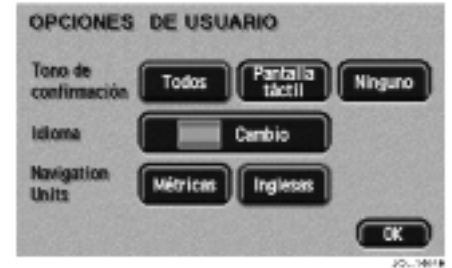 OPCIONES DE USUARIO
Tono de
confirmación
Todos
Pantalla
táctil
Ninguno
Idioma
Cambio
Navigation
Units
Métricas
Inglesas
OK